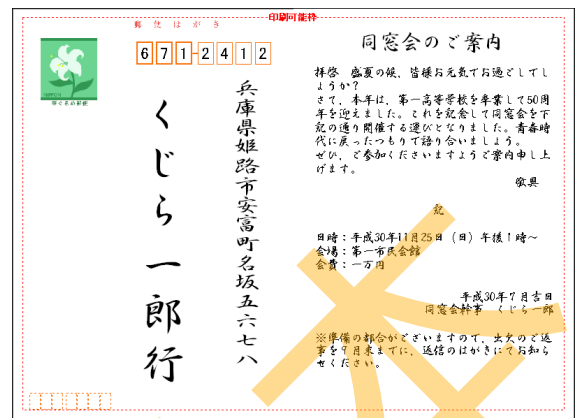 印刷可能枠
郵便はがき
NIPPON
671-2412
兵庫県姫路市安富町名坂五六七八
くじら一郎行
同窓会のご案内
拝啓　盛夏の候、皆様お元気でお過ごしでし
ょうか?
さて、本年は、第一高等学校を卒業して50周
年を迎えました。これを記念して同窓会を下
記の通り開催する運びとなりました。青春時
代に戻ったつもりで語り合いましょう。
ぜひ、ご参加くださいますようご案内申し上
げます。
敬具
記
日時：平成30年11月25日（日）午後1時〜
会場：第一市民会館
会費：一万円
平成30年7月吉日
同窓会幹事　くじら一郎
※準備の都合がございますので、出欠のご返
事を9月末までに、返信のはがきにてお知ら
せください。